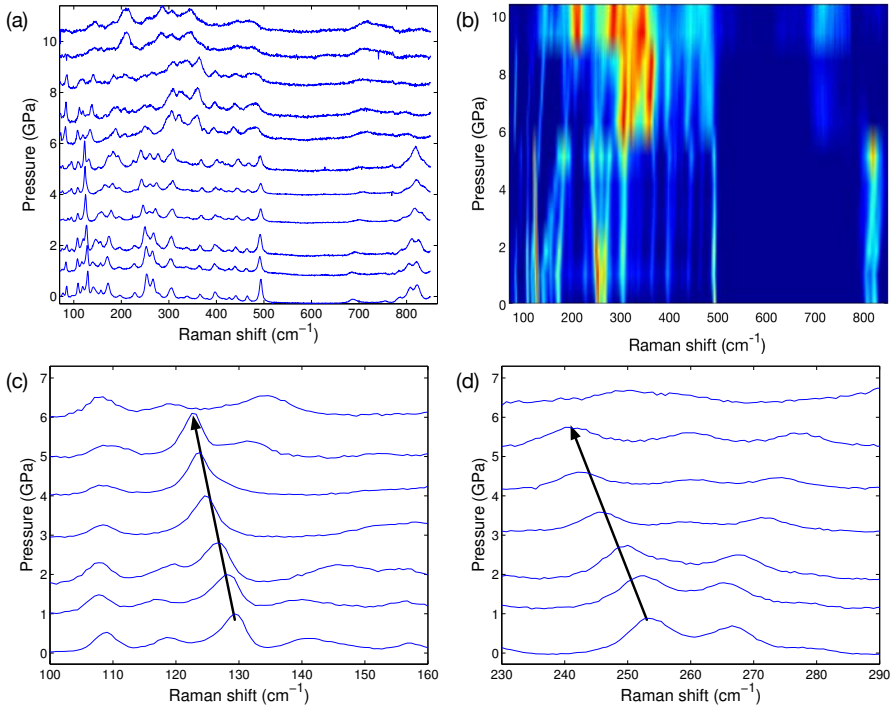 (a)
Pressure (GPa)
10
8
6
4
2
0
100 200 300 400 500 600 700 800
Raman shift (cm−1)
(b)
Pressure (GPa)
10
8
6
4
2
0
100 200 300 400 500 600 700 800
Raman shift (cm-1)
(c)
Pressure (GPa)
7
6
5
4
3
2
1
0
100 110 120 130 140 150 160
Raman shift (cm−1)
(d)
Pressure (GPa)
7
6
5
4
3
2
1
0
230 240 250 260 270 280 290
Raman shift (cm−1)